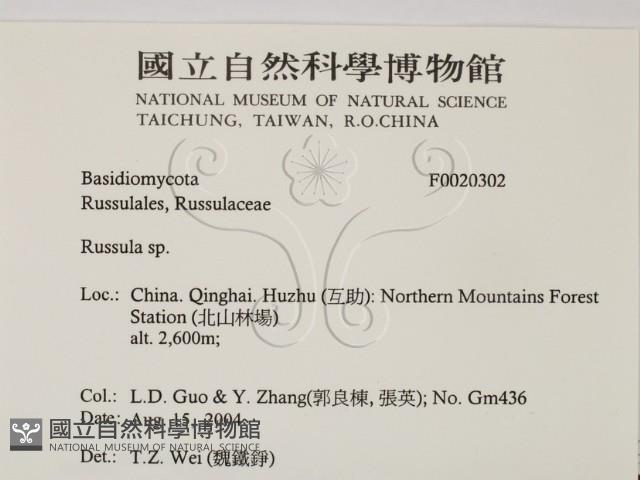 國立自然科學博物館
NATIONAL MUSEUM OF NATURAL SCIENCE
TAICHUNG, TAIWAN, R.O.CHINA
Basidiomycota F0020302
Russulales, Russulaceae
Russula sp.
Loc.: China. Qinghai. Huzhu (互助): Northern Mountains Forest
Station (北山林場)
alt. 2,600m;
Col.: L.D. Guo & Y. Zhang(郭良棟, 張英); No. Gm436
Date: Aug. 15, 2004
國立自然科學博物館
NATIONAL MUSEUM OF NATURAL SCIENCE
Det.: T.Z. Wei (魏鐵錚)